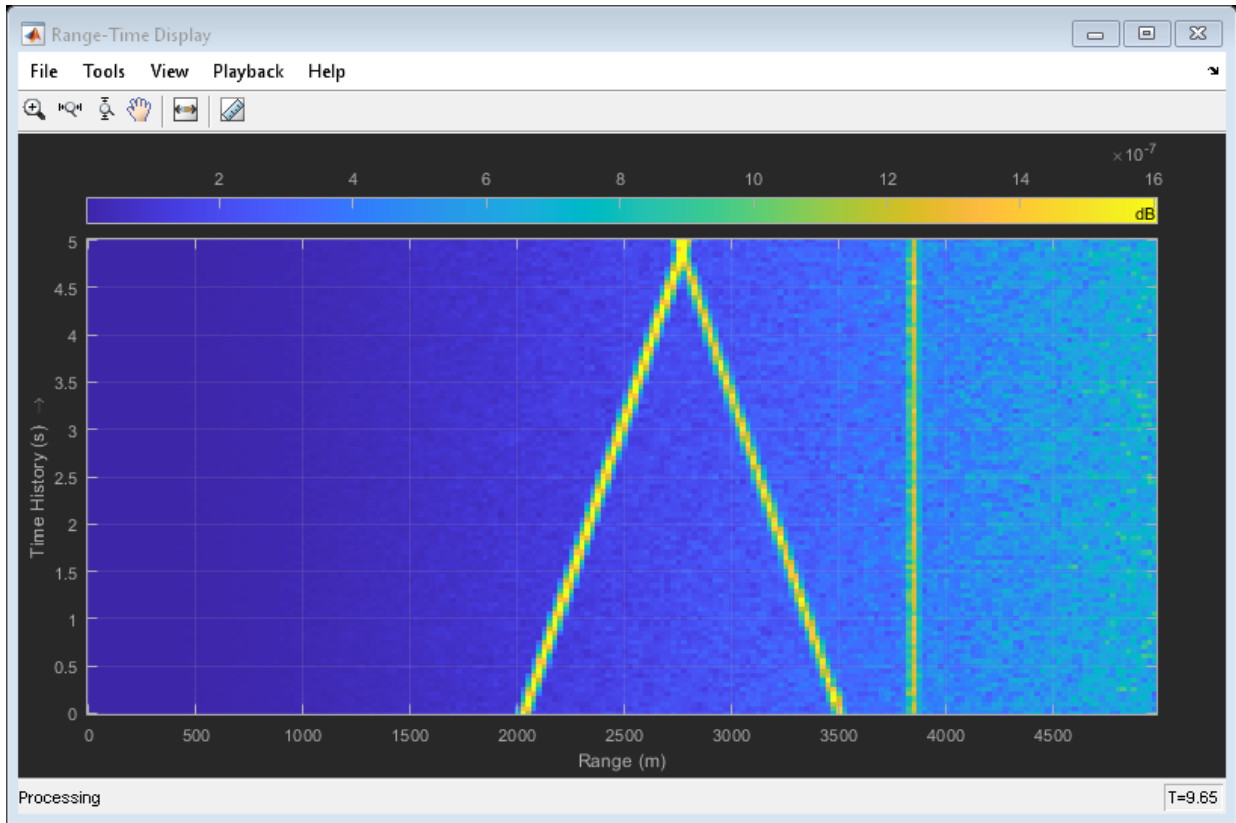 Range-Time Display
File Tools View Playback Help
×10-7
2 4 6 8 10 12 14 16
dB
5
4.5
4
3.5
3
2.5
2
1.5
1
0.5
0
Time History (s) →
0 500 1000 1500 2000 2500 3000 3500 4000 4500
Range (m)
Processing T=9.65